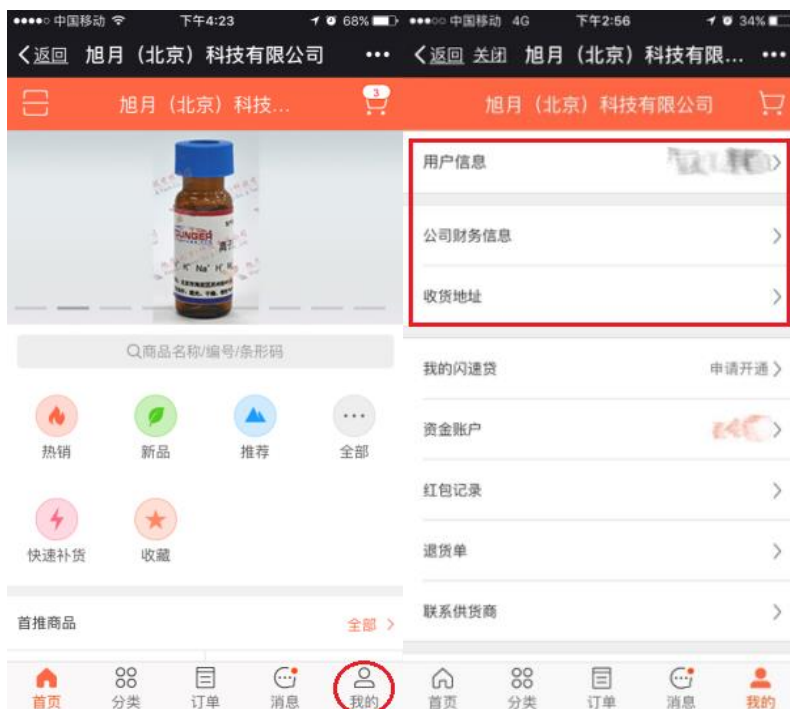 中国移动
下午4:23
68%
返回 旭月（北京）科技有限公司
旭月（北京）科技...
3
YOUNGER
K⁺ Na⁺ H⁺
商品名称/编号/条形码
热销
新品
推荐
全部
快速补货
收藏
首推商品
全部
首页
分类
订单
消息
我的
中国移动 4G
下午2:56
34%
返回 关闭 旭月（北京）科技有限...
旭月（北京）科技有限公司
用户信息
公司财务信息
收货地址
我的闪速贷
申请开通
资金账户
红包记录
退货单
联系供货商
首页
分类
订单
消息
我的